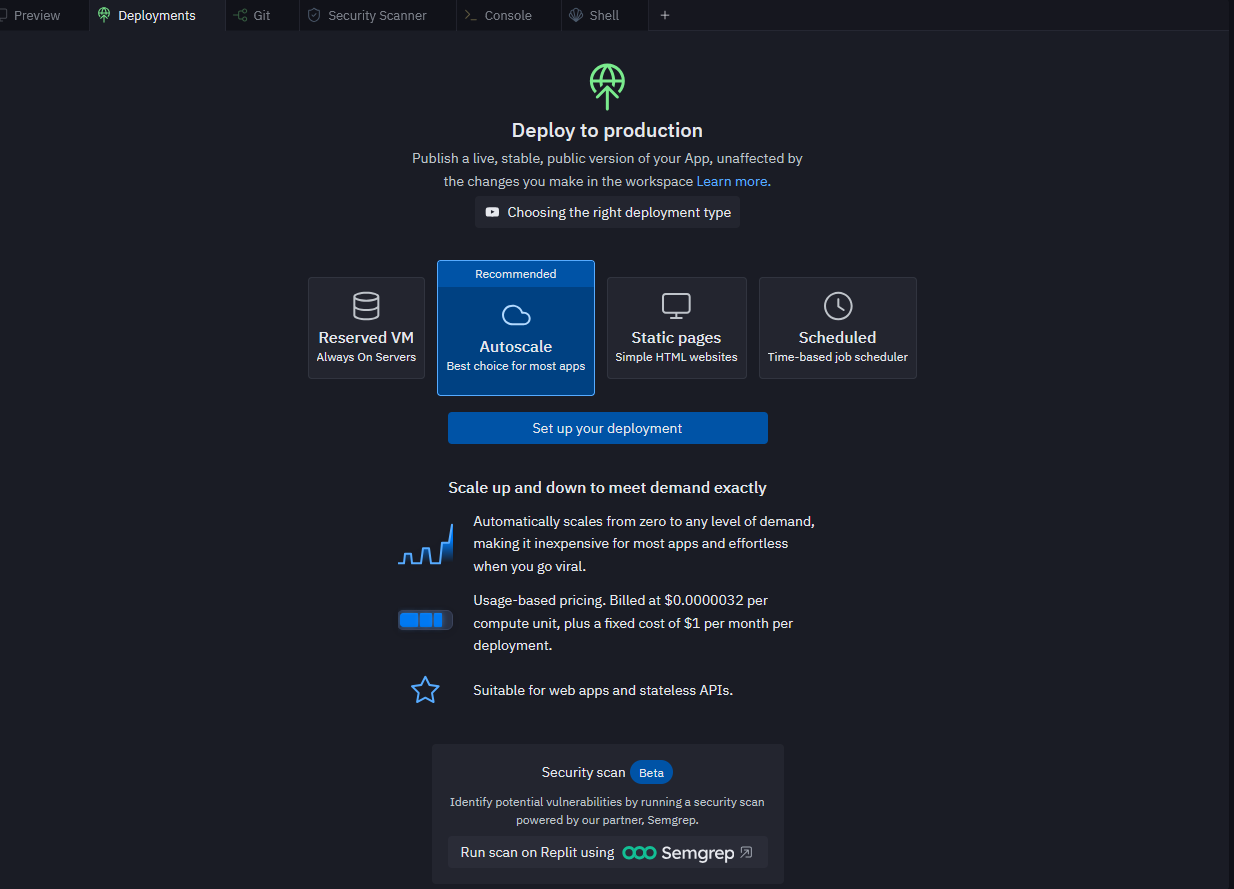 Preview
Deployments
Git
Security Scanner
Console
Shell
Deploy to production
Publish a live, stable, public version of your App, unaffected by
the changes you make in the workspace Learn more.
Choosing the right deployment type
Reserved VM
Always On Servers
Recommended
Autoscale
Best choice for most apps
Static pages
Simple HTML websites
Scheduled
Time-based job scheduler
Set up your deployment
Scale up and down to meet demand exactly
Automatically scales from zero to any level of demand,
making it inexpensive for most apps and effortless
when you go viral.
Usage-based pricing. Billed at $0.0000032 per
compute unit, plus a fixed cost of $1 per month per
deployment.
Suitable for web apps and stateless APIs.
Security scan Beta
Identify potential vulnerabilities by running a security scan
powered by our partner, Semgrep.
Run scan on Replit using Semgrep